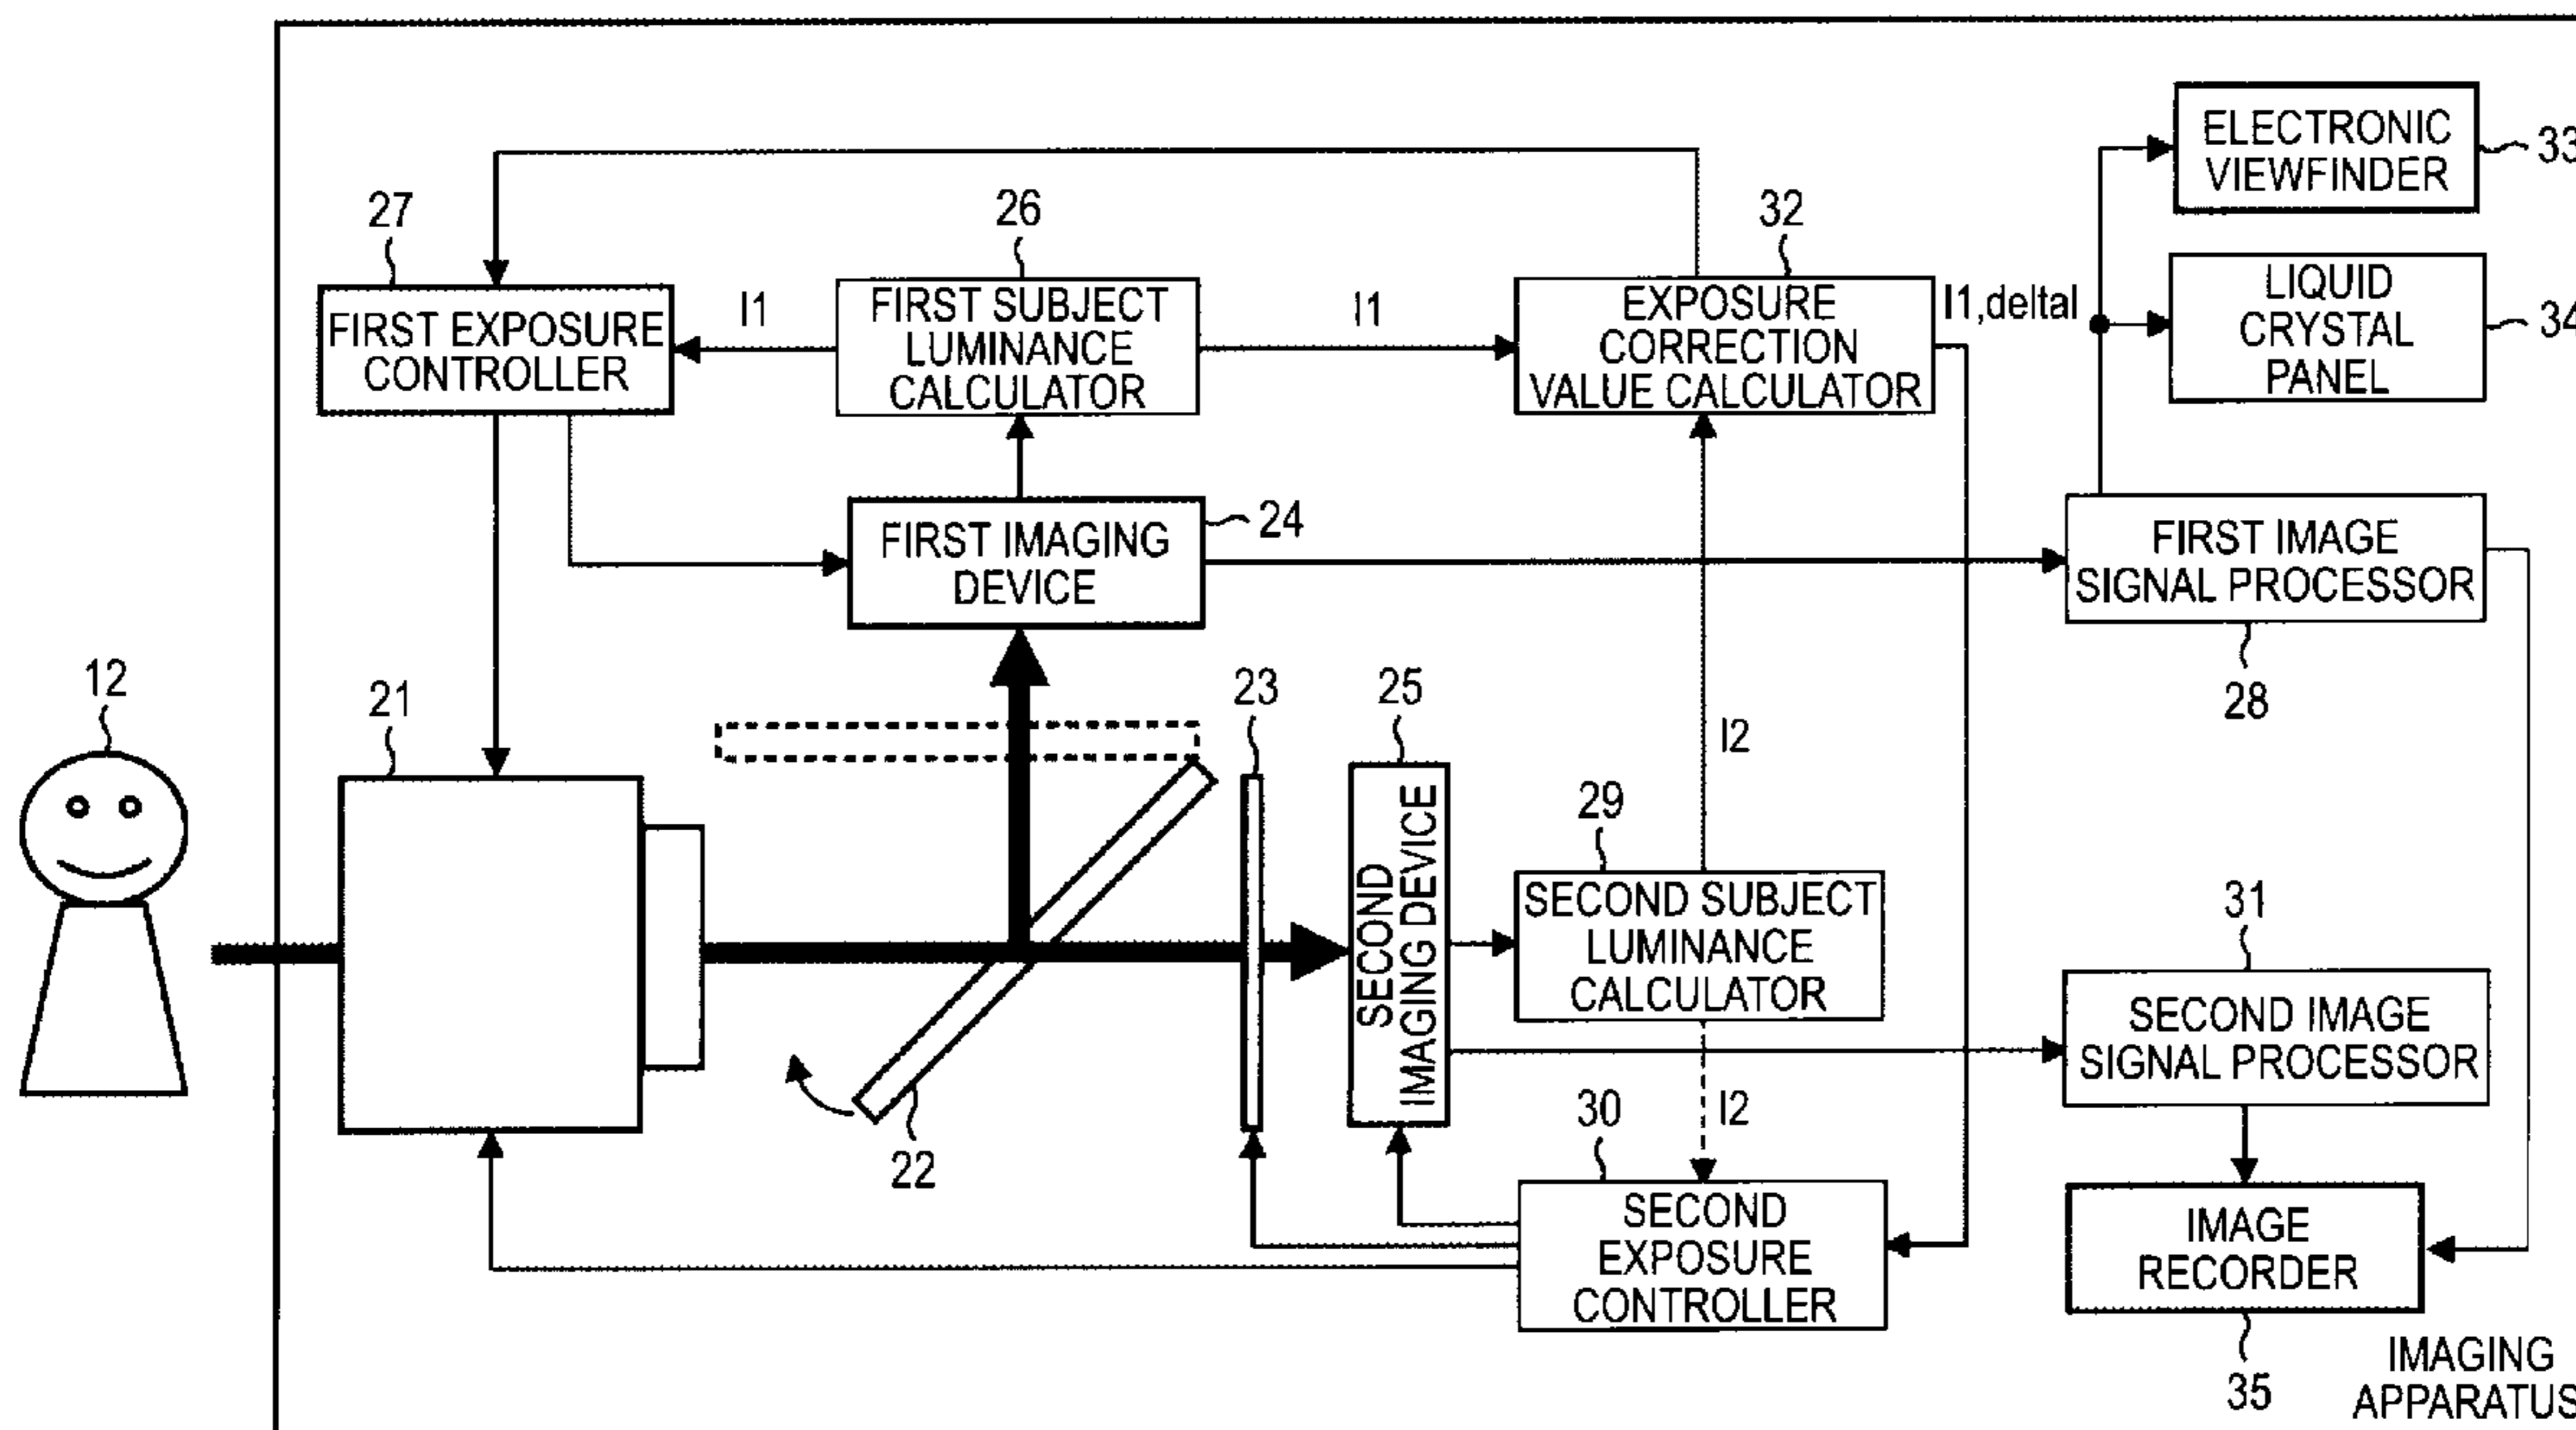 ELECTRONIC
VIEWFINDER
33
27
26
32
FIRST EXPOSURE
CONTROLLER
I1
FIRST SUBJECT
LUMINANCE
CALCULATOR
I1
EXPOSURE
CORRECTION
VALUE CALCULATOR
I1,deltaI
LIQUID
CRYSTAL
PANEL
34
FIRST IMAGING
DEVICE
24
FIRST IMAGE
SIGNAL PROCESSOR
28
12
21
23
25
I2
SECOND
IMAGING DEVICE
29
SECOND SUBJECT
LUMINANCE
CALCULATOR
31
SECOND IMAGE
SIGNAL PROCESSOR
22
30
I2
SECOND
EXPOSURE
CONTROLLER
IMAGE
RECORDER
35
IMAGING
APPARATUS